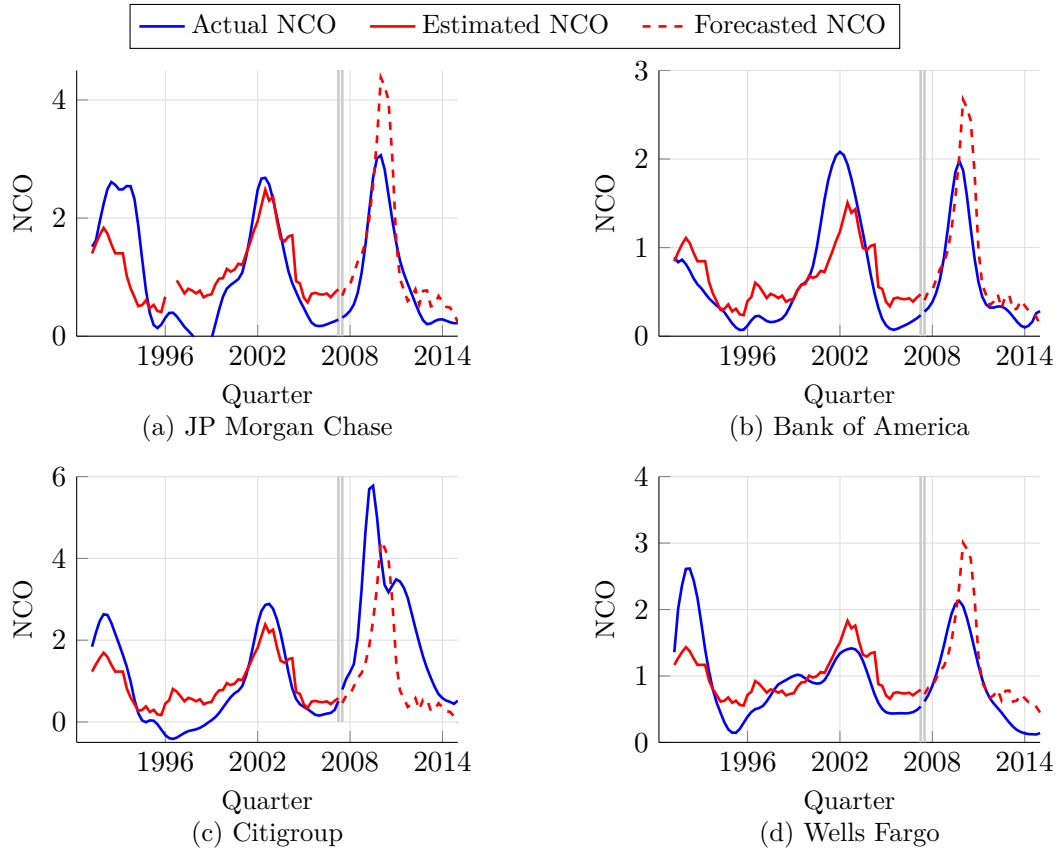 Actual NCO Estimated NCO Forecasted NCO
4
2
0
NCO
1996 2002 2008 2014
Quarter
(a) JP Morgan Chase
3
2
1
0
NCO
1996 2002 2008 2014
Quarter
(b) Bank of America
6
4
2
0
NCO
1996 2002 2008 2014
Quarter
(c) Citigroup
4
3
2
1
0
NCO
1996 2002 2008 2014
Quarter
(d) Wells Fargo